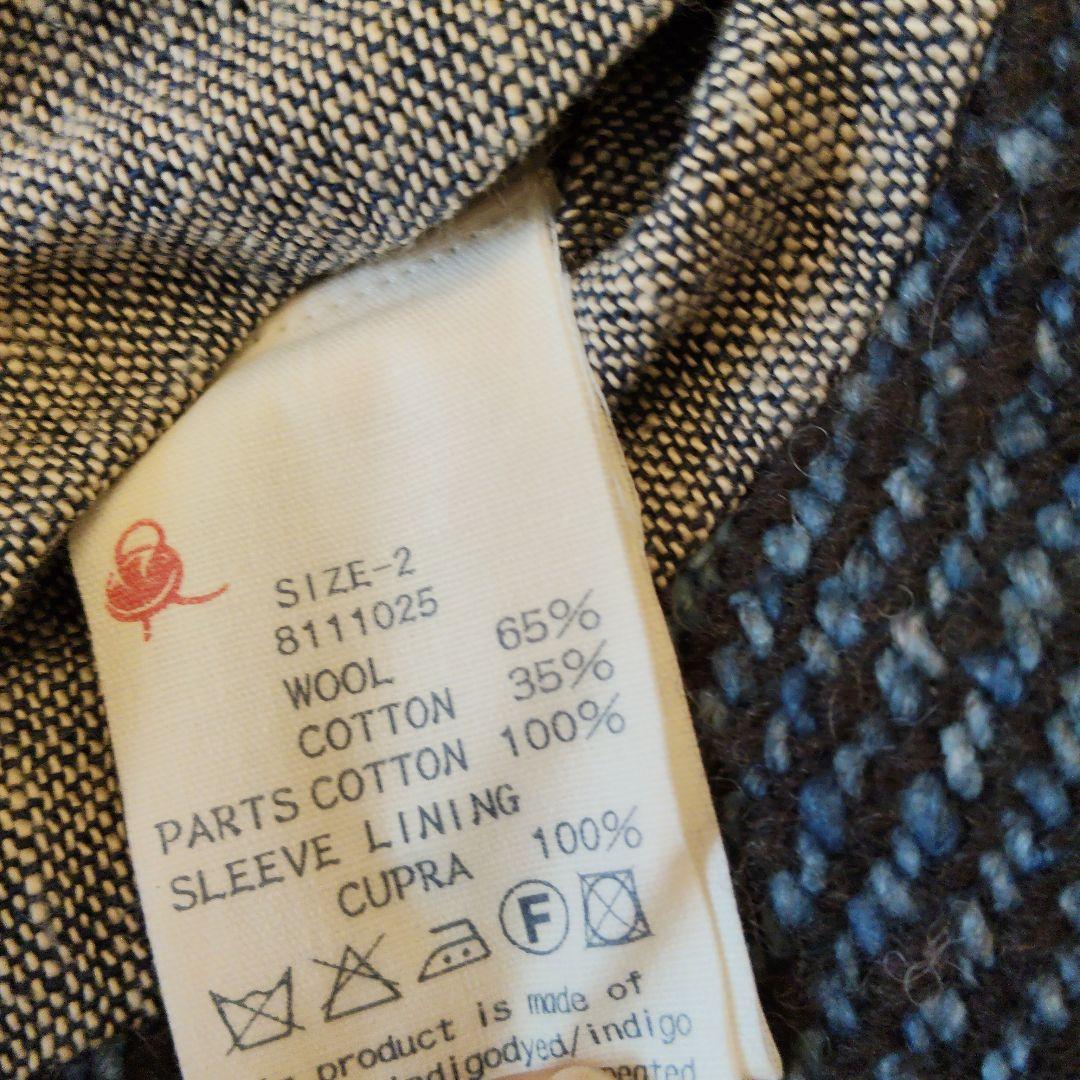 SIZE-2
8111025
WOOL 65%
COTTON 35%
PARTS COTTON 100%
SLEEVE LINING
CUPRA 100%
F
product is made of
indigodyed/indigo